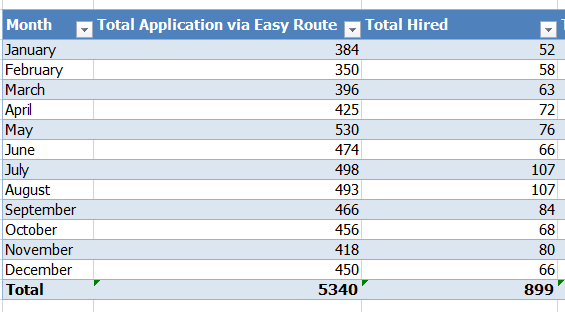 Month Total Application via Easy Route Total Hired
January 384 52
February 350 58
March 396 63
April 425 72
May 530 76
June 474 66
July 498 107
August 493 107
September 466 84
October 456 68
November 418 80
December 450 66
Total 5340 899